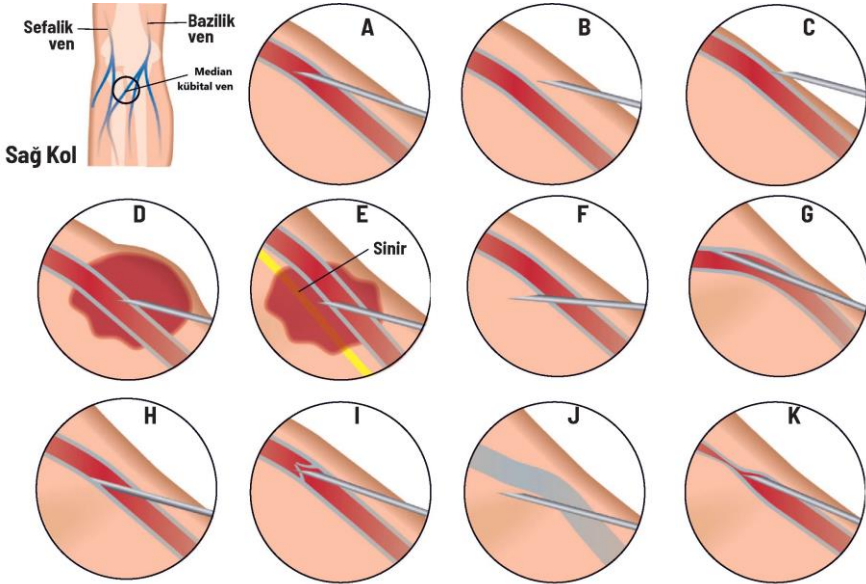 Sefalik
ven
Bazilik
ven
Median
kübital ven
Sağ Kol
A
B
C
D
E
Sinir
F
G
H
I
J
K